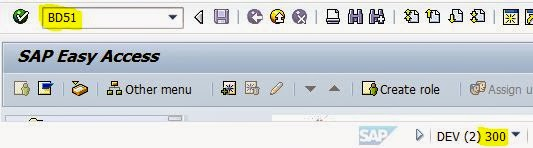 BD51
SAP Easy Access
Other menu
Create role
Assign u
SAP
DEV (2) 300